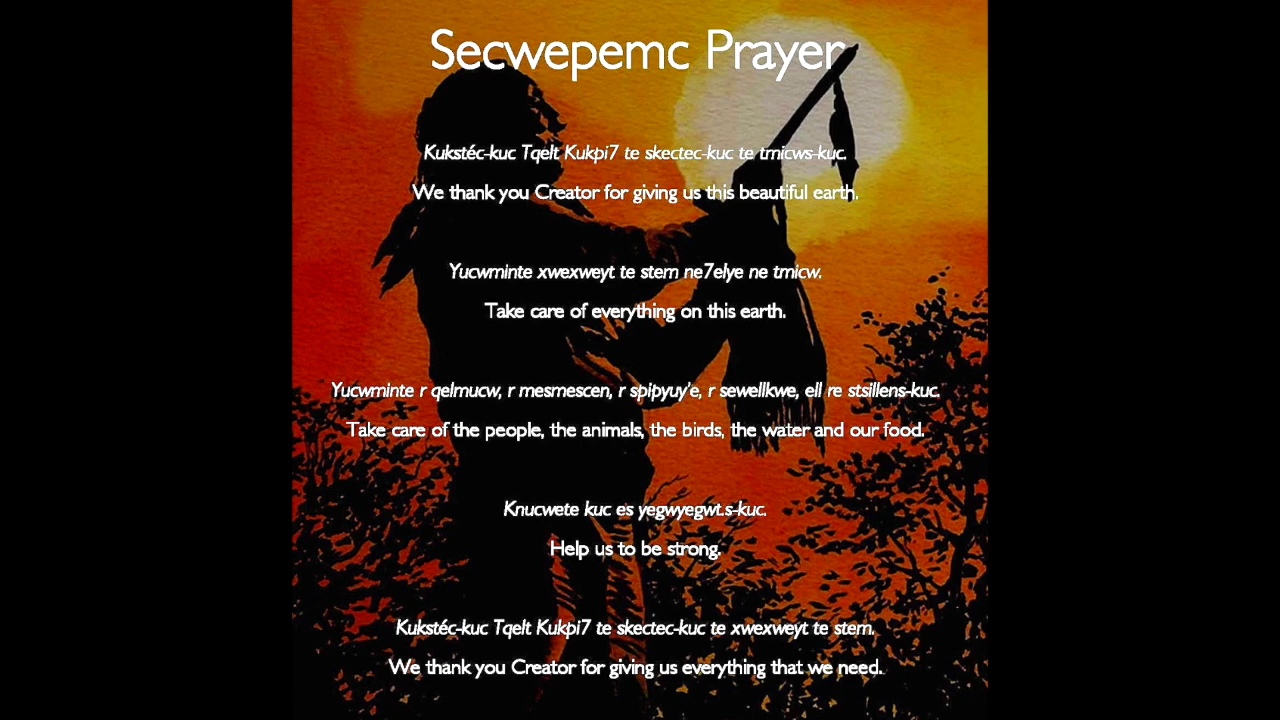 Secwepemc Prayer
Kukstéc-kuc Tqelt Kukpi7 te skectec-kuc te tmicws-kuc.
We thank you Creator for giving us this beautiful earth.
Yucwminte xwexweyt te stem ne7elye ne tmicw.
Take care of everything on this earth.
Yucwminte r qelmucw, r mesmescen, r spipyuy'e, r sewellkwe, ell re stsillens-kuc.
Take care of the people, the animals, the birds, the water and our food.
Knucwete kuc es yegwyegwt.s-kuc.
Help us to be strong.
Kukstéc-kuc Tqelt Kukpi7 te skectec-kuc te xwexweyt te stem.
We thank you Creator for giving us everything that we need.